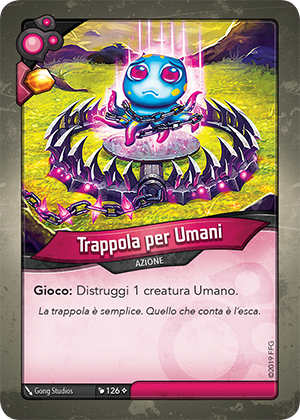 Trappola per Umani
AZIONE
Gioco: Distruggi 1 creatura Umano.
La trappola è semplice. Quello che conta è l'esca.
©2019 FFG
Gong Studios
126